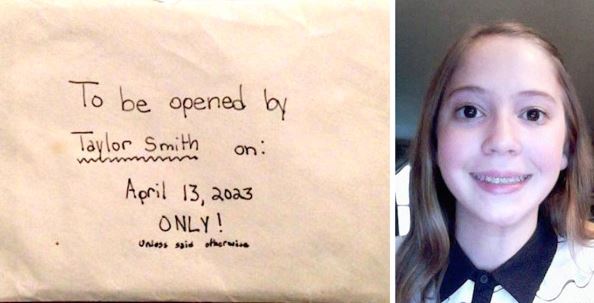 To be opened by
Taylor Smith on:
April 13, 2023
ONLY!
Unless said otherwise